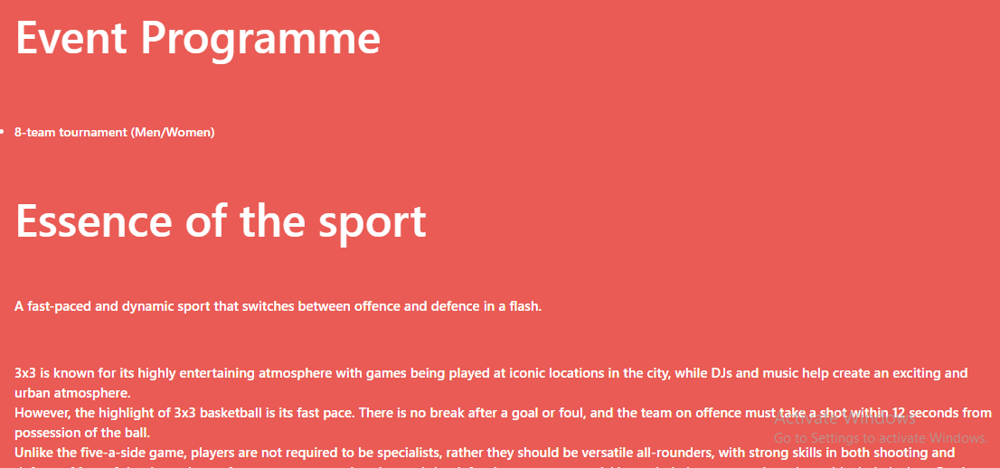 Event Programme
8-team tournament (Men/Women)
Essence of the sport
A fast-paced and dynamic sport that switches between offence and defence in a flash.
3x3 is known for its highly entertaining atmosphere with games being played at iconic locations in the city, while DJs and music help create an exciting and
urban atmosphere.
However, the highlight of 3x3 basketball is its fast pace. There is no break after a goal or foul, and the team on offence must take a shot within 12 seconds from
possession of the ball.
Activate Windows
Go to Settings to activate Windows.
Unlike the five-a-side game, players are not required to be specialists, rather they should be versatile all-rounders, with strong skills in both shooting and